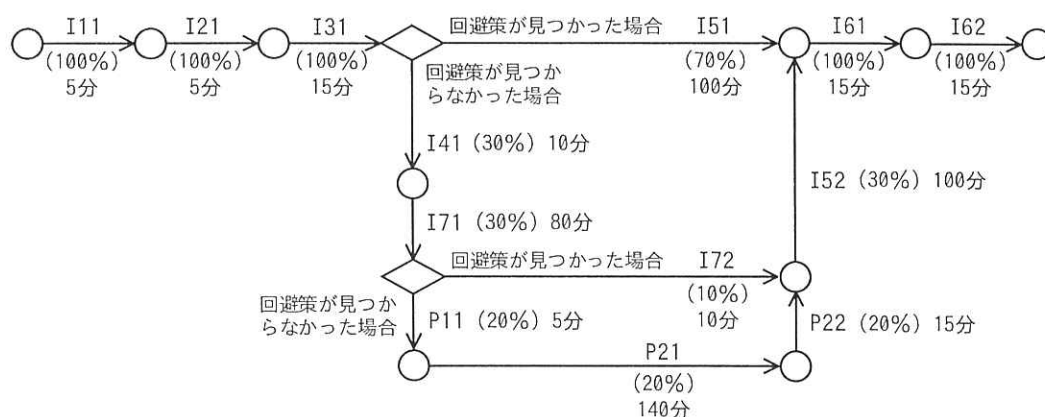 I11
(100%)
5分
I21
(100%)
5分
I31
(100%)
15分
回避策が見つかった場合
I51
(70%)
100分
I61
(100%)
15分
I62
(100%)
15分
回避策が見つか
らなかった場合
I41 (30%) 10分
I52 (30%) 100分
I71 (30%) 80分
回避策が見つかった場合
I72
(10%)
10分
回避策が見つか
らなかった場合
P11 (20%) 5分
P22 (20%) 15分
P21
(20%)
140分